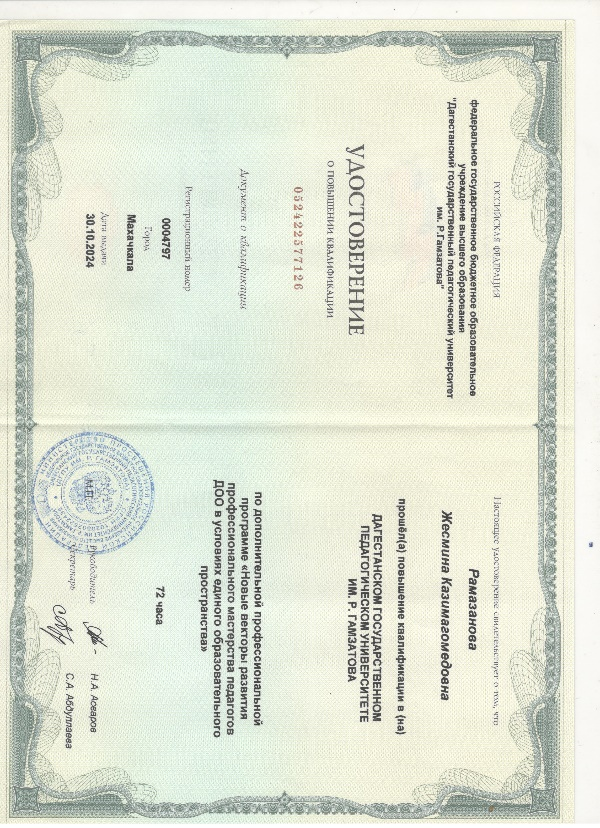 РОССИЙСКАЯ ФЕДЕРАЦИЯ
федеральное государственное бюджетное образовательное
учреждение высшего образования
"Дагестанский государственный педагогический университет
им. Р.Гамзатова"
УДОСТОВЕРЕНИЕ
О ПОВЫШЕНИИ КВАЛИФИКАЦИИ
052422577126
Документ о квалификации
Регистрационный номер
0004797
Город
Махачкала
Дата выдачи
30.10.2024
Настоящее удостоверение свидетельствует о том, что
Рамазанова
Жесмина Казимагомедовна
прошёл(а) повышение квалификации в (на)
ДАГЕСТАНСКОМ ГОСУДАРСТВЕННОМ
ПЕДАГОГИЧЕСКОМ УНИВЕРСИТЕТЕ
ИМ. Р. ГАМЗАТОВА
по дополнительной профессиональной
программе «Новые векторы развития
профессионального мастерства педагогов
ДОО в условиях единого образовательного
пространства»
72 часа
М.П.
Руководитель
Н.А. Асваров
Секретарь
С.А. Абдуллаева